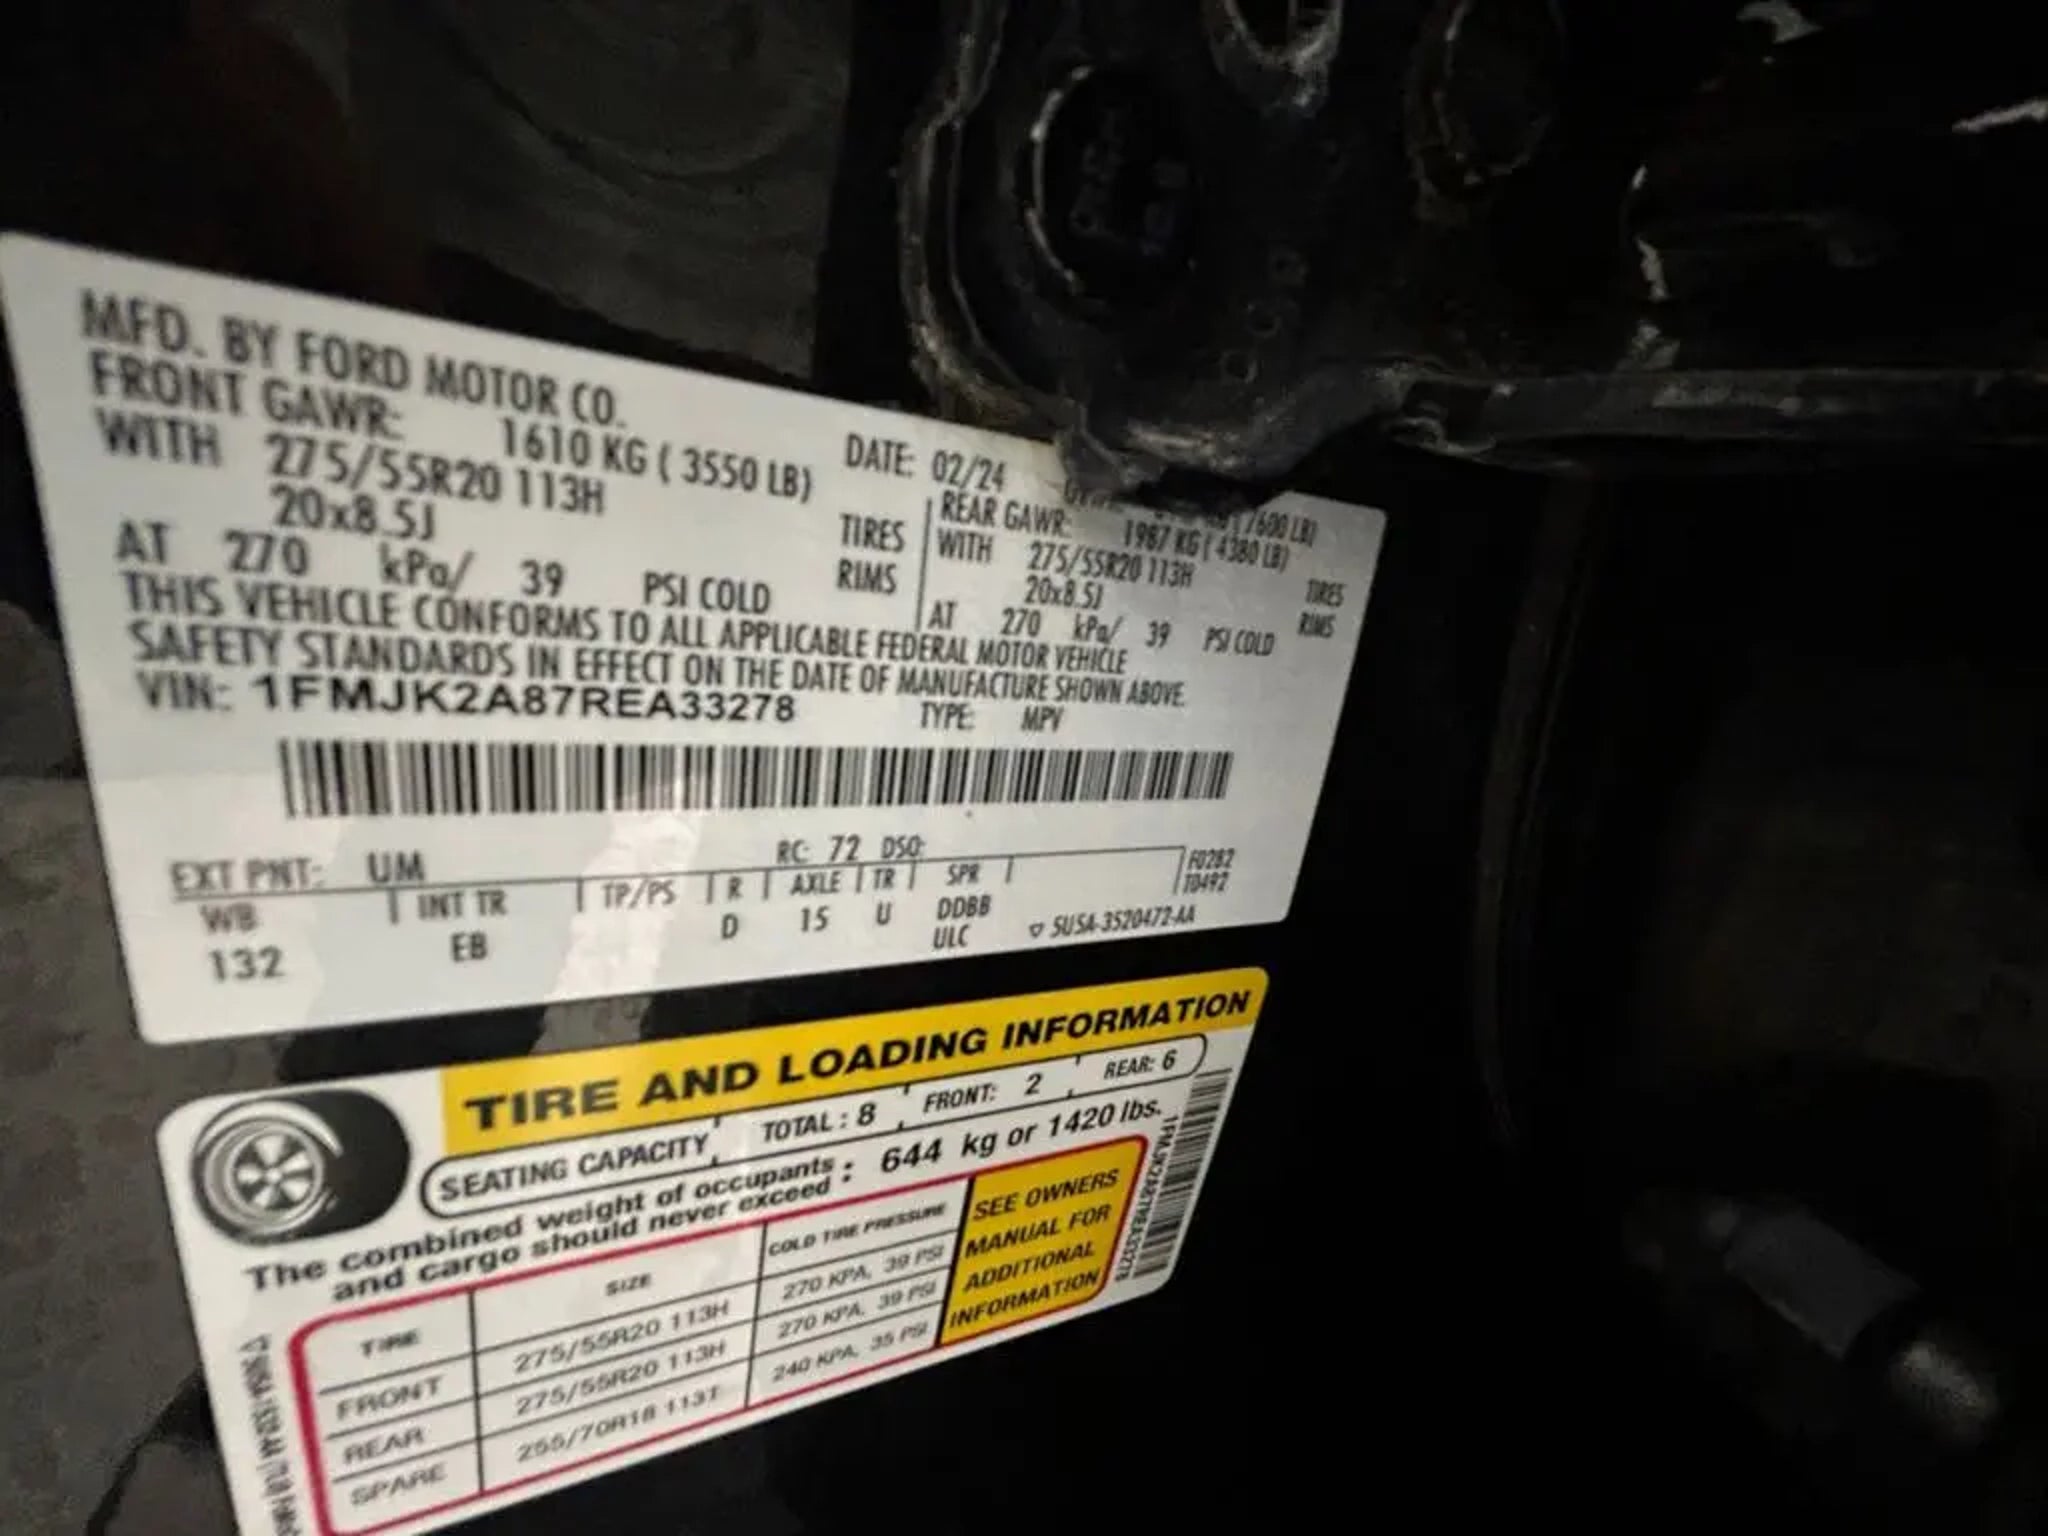 MFD. BY FORD MOTOR CO.
DATE: 02/24
FRONT GAWR: 1610 KG ( 3550 LB)
(7600 LB)
WITH 275/55R20 113H TIRES
20x8.5J RIMS
AT 270 kPa/ 39 PSI COLD
REAR GAWR: 1987 KG ( 4380 LB)
WITH 275/55R20 113H TIRES
20x8.5J RIMS
AT 270 kPa/ 39 PSI COLD
THIS VEHICLE CONFORMS TO ALL APPLICABLE FEDERAL MOTOR VEHICLE
SAFETY STANDARDS IN EFFECT ON THE DATE OF MANUFACTURE SHOWN ABOVE.
VIN: 1FMJK2A87REA33278 TYPE: MPV
EXT PNT: UM RC: 72 DSO:
WB | INT TR | TP/PS | R | AXLE | TR | SPR |
132 EB D 15 U DDBB
ULC
F0282
T0492
▽ 5U5A-3520472-AA
TIRE AND LOADING INFORMATION
SEATING CAPACITY TOTAL : 8 FRONT: 2 REAR: 6
The combined weight of occupants
and cargo should never exceed : 644 kg or 1420 lbs.
TIRE SIZE COLD TIRE PRESSURE
FRONT 275/55R20 113H 270 KPA, 39 PSI
REAR 275/55R20 113H 270 KPA, 39 PSI
SPARE 255/70R18 113T 240 KPA, 35 PSI
SEE OWNERS
MANUAL FOR
ADDITIONAL
INFORMATION
1FMJK2A87REA33278